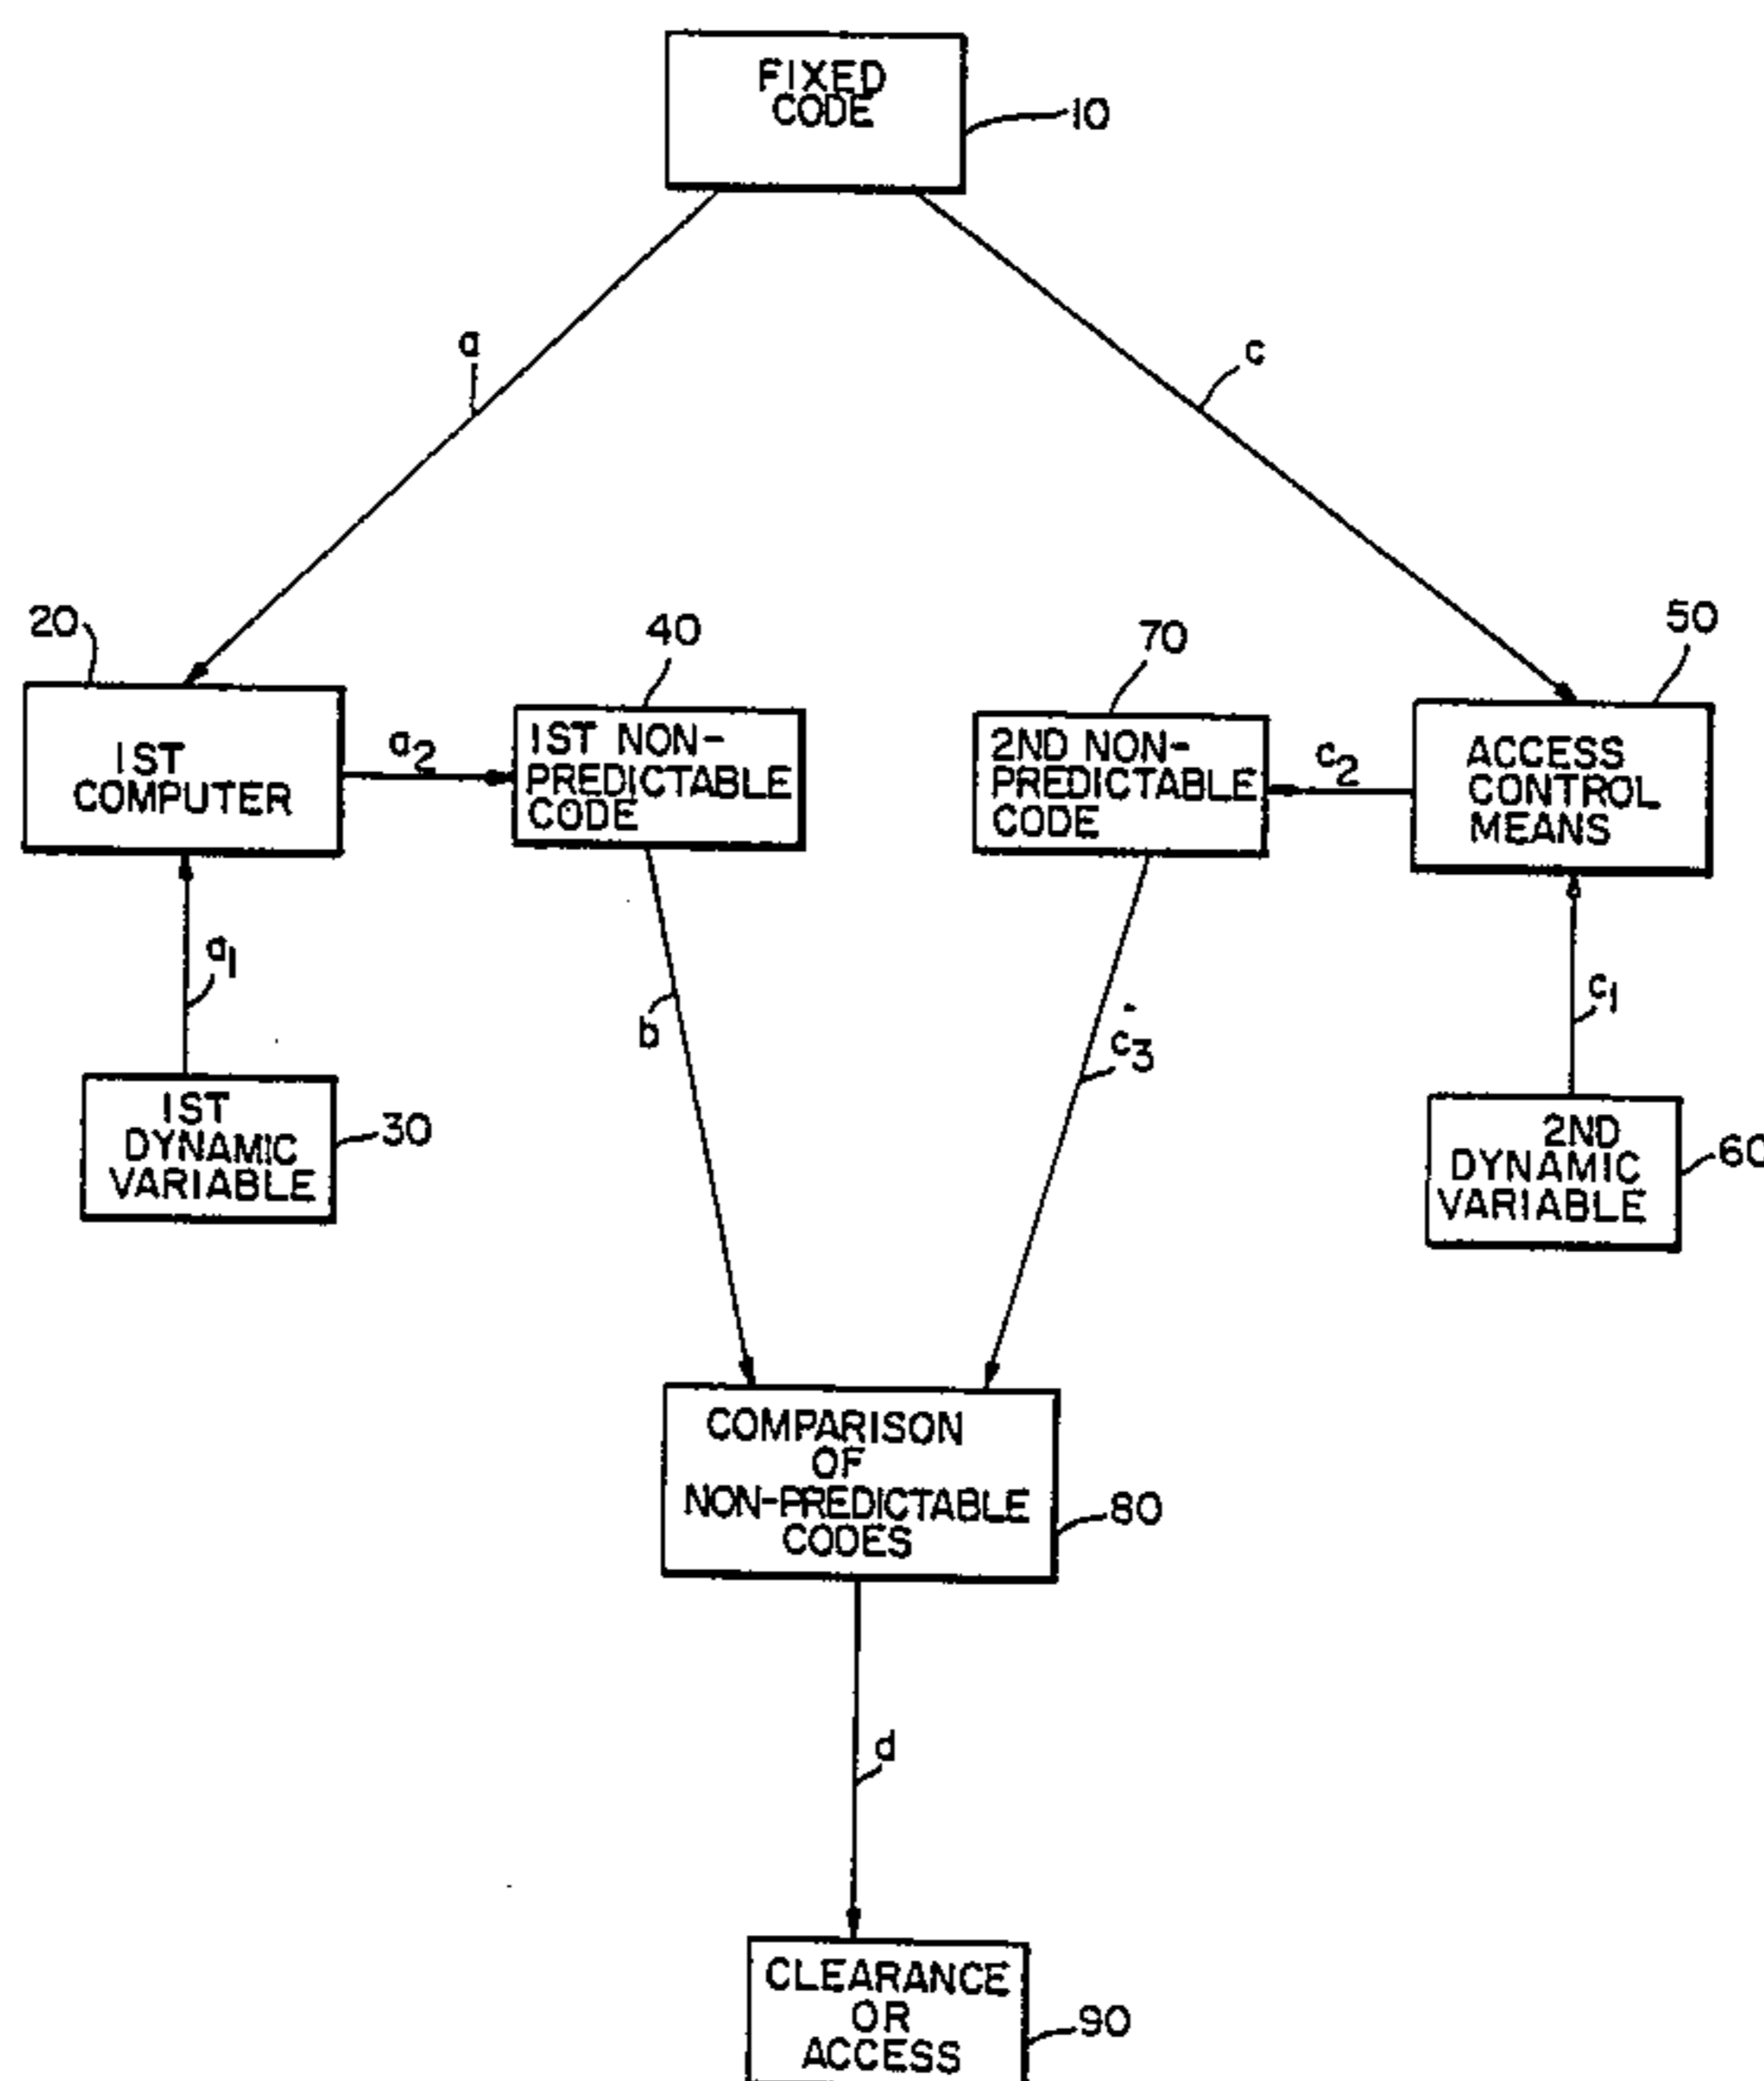 FIXED
CODE
10
a
c
20
40
70
50
1ST
COMPUTER
a2
1ST NON-
PREDICTABLE
CODE
2ND NON-
PREDICTABLE
CODE
c2
ACCESS
CONTROL
MEANS
a1
b
c3
c1
1ST
DYNAMIC
VARIABLE
30
2ND
DYNAMIC
VARIABLE
60
COMPARISON
OF
NON-PREDICTABLE
CODES
80
d
CLEARANCE
OR
ACCESS
90